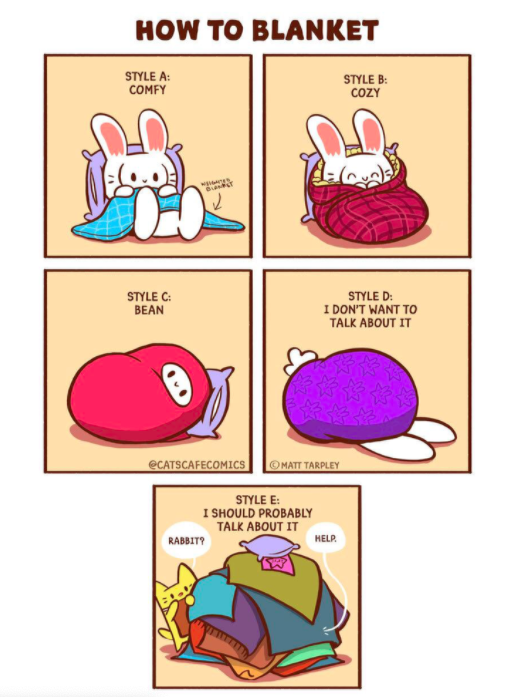 HOW TO BLANKET
STYLE A:
COMFY
WEIGHTED
BLANKET
STYLE B:
COZY
STYLE C:
BEAN
@CATSCAFECOMICS
STYLE D:
I DON'T WANT TO
TALK ABOUT IT
© MATT TARPLEY
STYLE E:
I SHOULD PROBABLY
TALK ABOUT IT
RABBIT?
HELP.